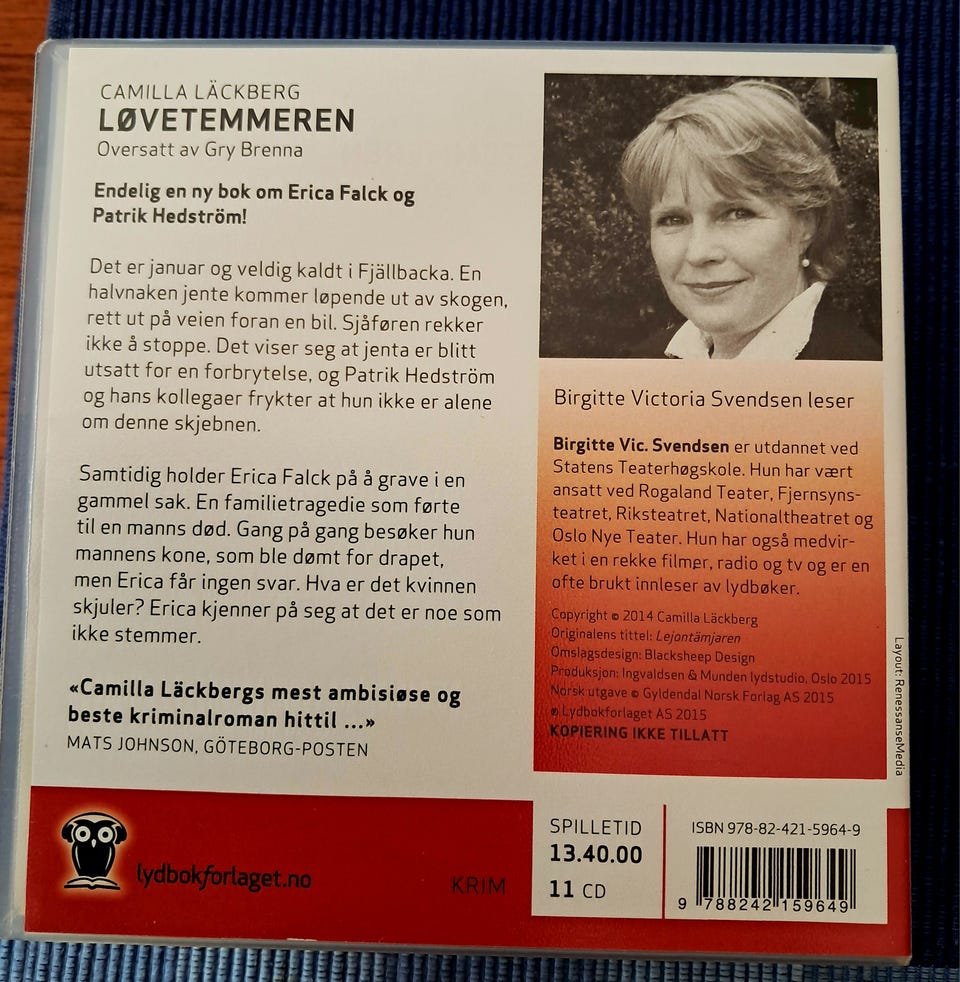 CAMILLA LÄCKBERG
LØVETEMMEREN
Oversatt av Gry Brenna
Endelig en ny bok om Erica Falck og
Patrik Hedström!
Det er januar og veldig kaldt i Fjällbacka. En
halvnaken jente kommer løpende ut av skogen,
rett ut på veien foran en bil. Sjåføren rekker
ikke å stoppe. Det viser seg at jenta er blitt
utsatt for en forbrytelse, og Patrik Hedström
og hans kollegaer frykter at hun ikke er alene
om denne skjebnen.
Samtidig holder Erica Falck på å grave i en
gammel sak. En familietragedie som førte
til en manns død. Gang på gang besøker hun
mannens kone, som ble dømt for drapet,
men Erica får ingen svar. Hva er det kvinnen
skjuler? Erica kjenner på seg at det er noe som
ikke stemmer.
«Camilla Läckbergs mest ambisiøse og
beste kriminalroman hittil ...»
MATS JOHNSON, GÖTEBORG-POSTEN
Birgitte Victoria Svendsen leser
Birgitte Vic. Svendsen er utdannet ved
Statens Teaterhøgskole. Hun har vært
ansatt ved Rogaland Teater, Fjernsyns-
teatret, Riksteatret, Nationaltheatret og
Oslo Nye Teater. Hun har også medvir-
ket i en rekke filmer, radio og tv og er en
ofte brukt innleser av lydbøker.
Copyright © 2014 Camilla Läckberg
Originalens tittel: Lejontämjaren
Omslagsdesign: Blacksheep Design
Produksjon: Ingvaldsen & Munden lydstudio, Oslo 2015
Norsk utgave © Gyldendal Norsk Forlag AS 2015
℗ Lydbokforlaget AS 2015
KOPIERING IKKE TILLATT
Layout: RenessanseMedia
lydbokforlaget.no
KRIM
SPILLETID
13.40.00
11 CD
ISBN 978-82-421-5964-9
9 788242 159649